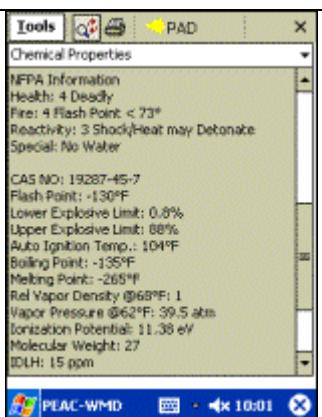 Tools PAD ×
Chemical Properties
NFPA Information
Health: 4 Deadly
Fire: 4 Flash Point < 73°
Reactivity: 3 Shock/Heat may Detonate
Special: No Water
CAS NO: 19287-45-7
Flash Point: -130°F
Lower Explosive Limit: 0.8%
Upper Explosive Limit: 88%
Auto Ignition Temp.: 104°F
Boiling Point: -135°F
Melting Point: -265°F
Rel Vapor Density @68°F: 1
Vapor Pressure @62°F: 39.5 atm
Ionization Potential: 11.38 eV
Molecular Weight: 27
IDLH: 15 ppm
PEAC-WMD 10:01